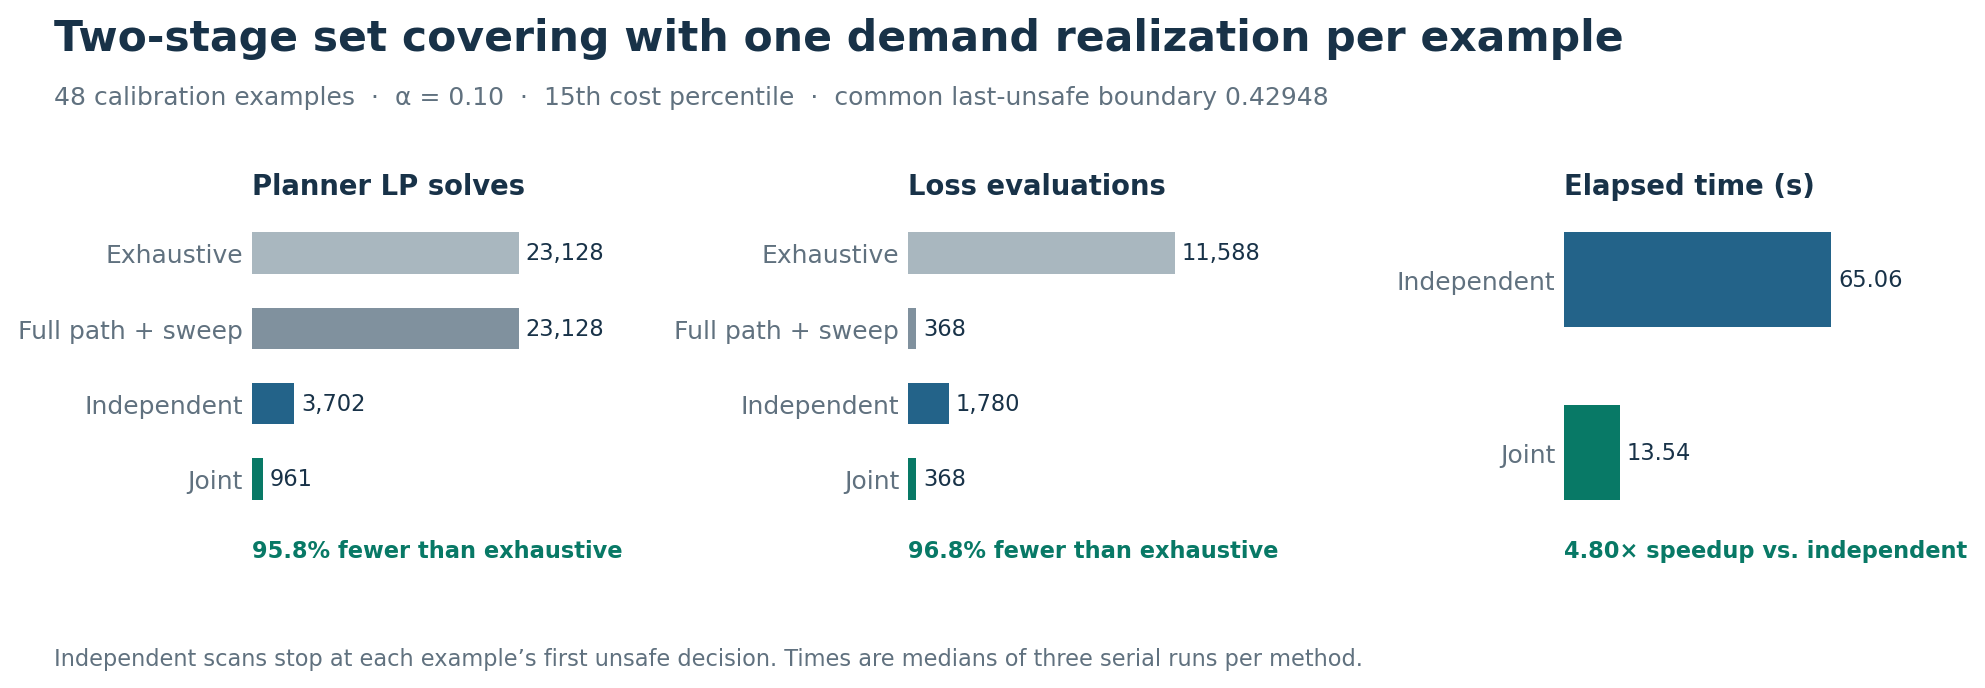 Two-stage set covering with one demand realization per example
48 calibration examples · α = 0.10 · 15th cost percentile · common last-unsafe boundary 0.42948
Planner LP solves
Exhaustive 23,128
Full path + sweep 23,128
Independent 3,702
Joint 961
95.8% fewer than exhaustive
Loss evaluations
Exhaustive 11,588
Full path + sweep 368
Independent 1,780
Joint 368
96.8% fewer than exhaustive
Elapsed time (s)
Independent 65.06
Joint 13.54
4.80× speedup vs. independent
Independent scans stop at each example’s first unsafe decision. Times are medians of three serial runs per method.